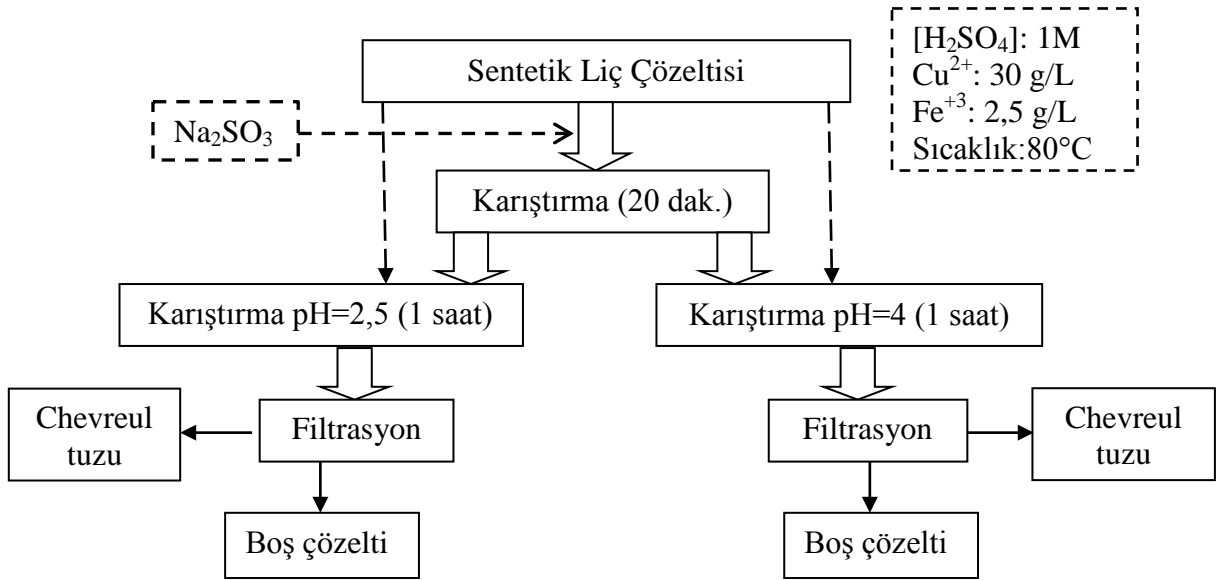 Sentetik Liç Çözeltisi
[H₂SO₄]: 1M
Cu²⁺: 30 g/L
Fe⁺³: 2,5 g/L
Sıcaklık:80°C
Na₂SO₃
Karıştırma (20 dak.)
Karıştırma pH=2,5 (1 saat)
Karıştırma pH=4 (1 saat)
Chevreul
tuzu
Filtrasyon
Filtrasyon
Chevreul
tuzu
Boş çözelti
Boş çözelti